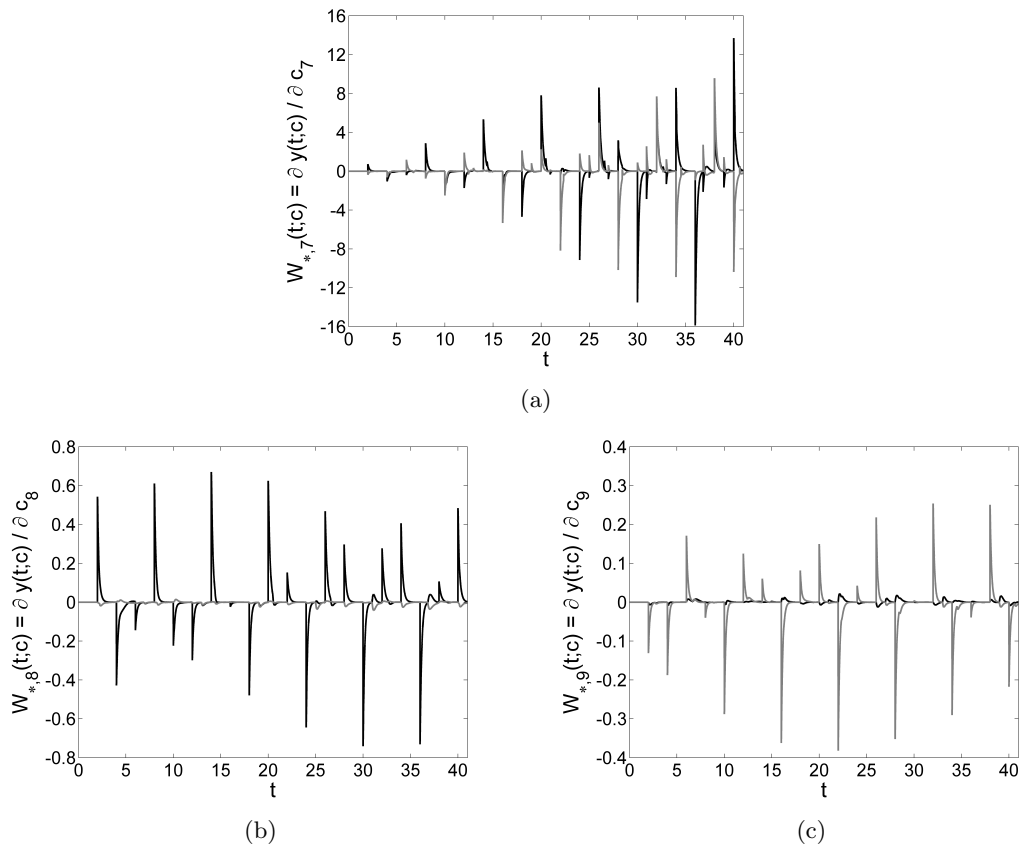 W*,7(t;c) = ∂ y(t;c) / ∂ c7
16
12
8
4
0
-4
-8
-12
-16
0 5 10 15 20 25 30 35 40
t
(a)
W*,8(t;c) = ∂ y(t;c) / ∂ c8
0.8
0.6
0.4
0.2
0
-0.2
-0.4
-0.6
-0.8
0 5 10 15 20 25 30 35 40
t
(b)
W*,9(t;c) = ∂ y(t;c) / ∂ c9
0.4
0.3
0.2
0.1
0
-0.1
-0.2
-0.3
-0.4
0 5 10 15 20 25 30 35 40
t
(c)